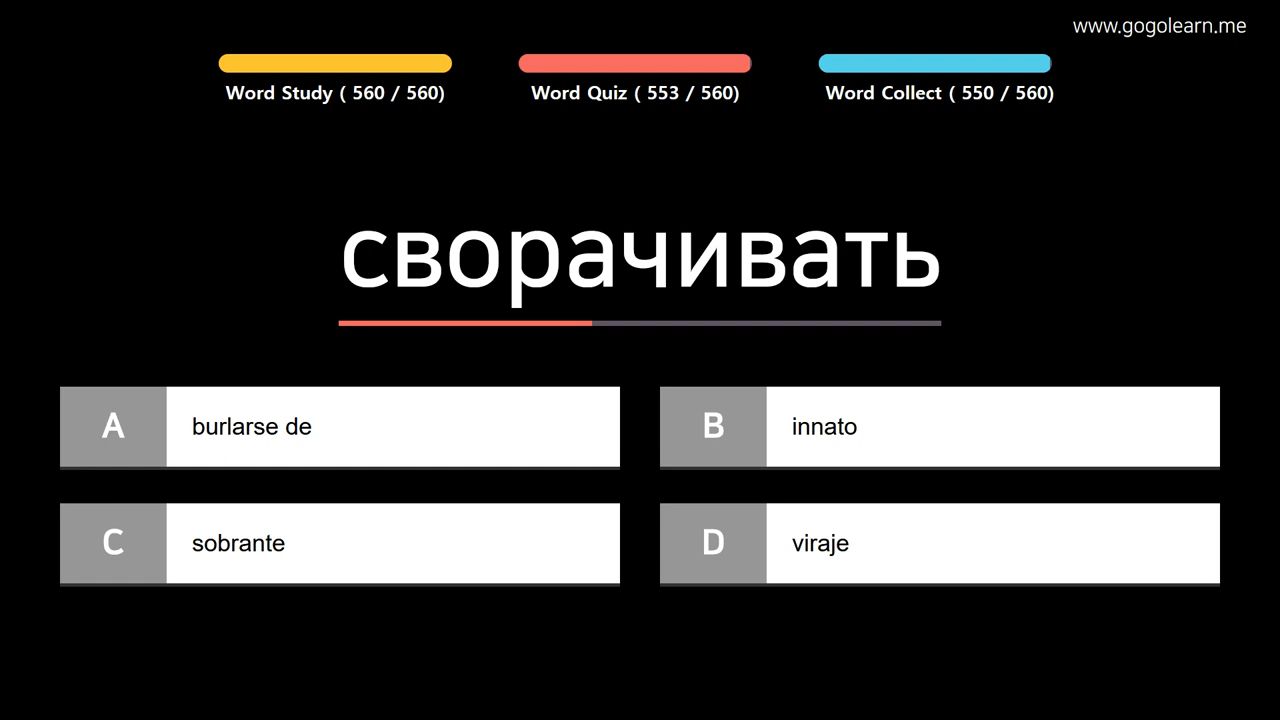 www.gogolearn.me
Word Study ( 560 / 560)
Word Quiz ( 553 / 560)
Word Collect ( 550 / 560)
сворачивать
A
burlarse de
B
innato
C
sobrante
D
viraje